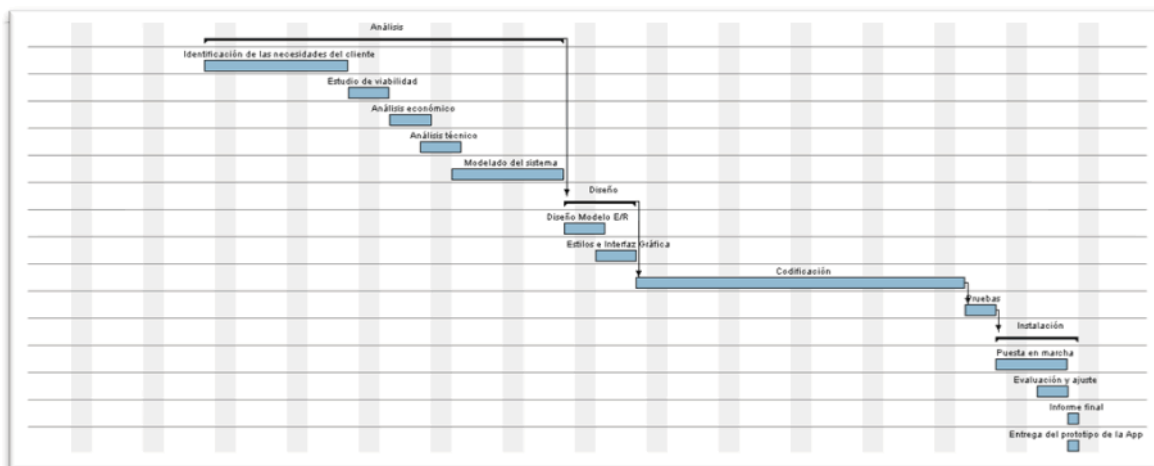 Análisis
Identificación de las necesidades del cliente
Estudio de viabilidad
Análisis económico
Análisis técnico
Modelado del sistema
Diseño
Diseño Modelo E/R
Estilos e Interfaz Gráfica
Codificación
Pruebas
Instalación
Puesta en marcha
Evaluación y ajuste
Informe final
Entrega del prototipo de la App